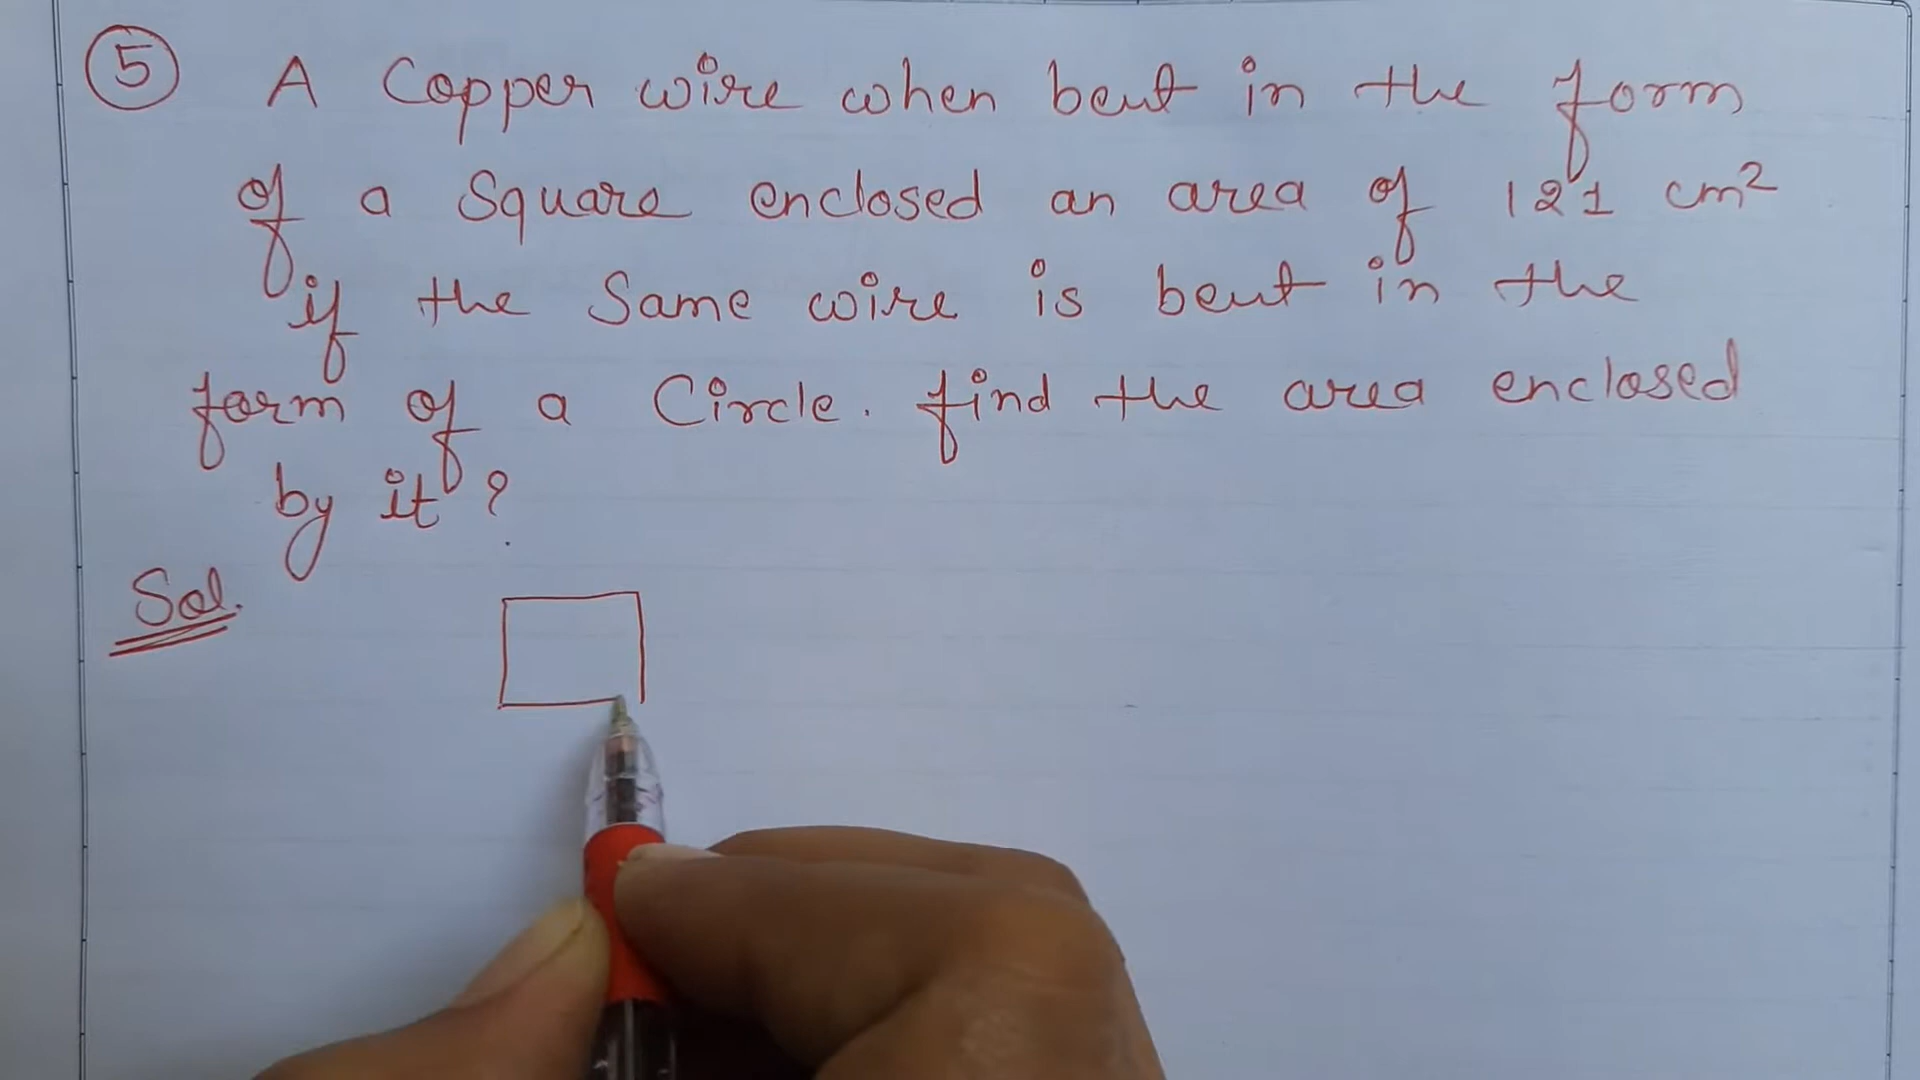 5 A Copper wire when bent in the form
of a Square enclosed an area of 121 cm²
if the Same wire is bent in the
form of a Circle. find the area enclosed
by it ?
Sol.